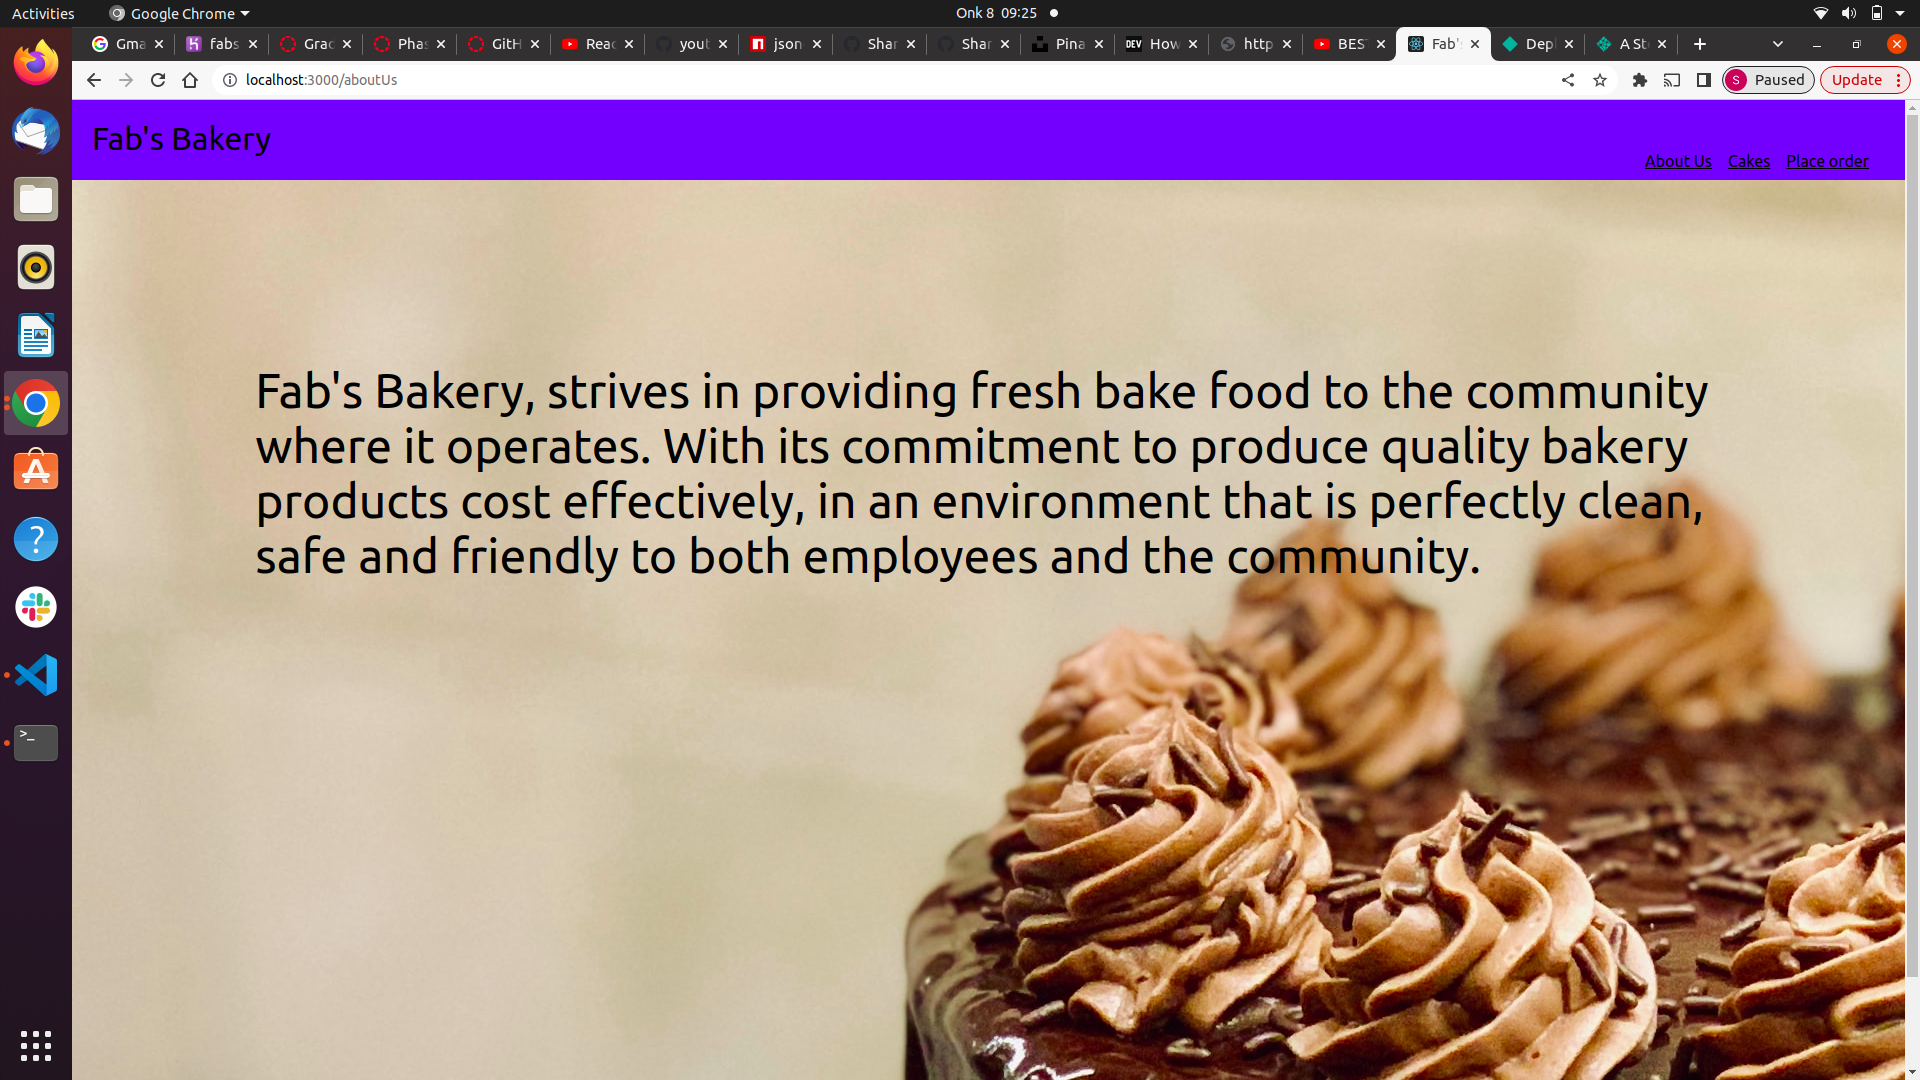 Activities Google Chrome Onk 8 09:25
Gma fabs Grac Phas GitH Reac yout json Shar Shar Pina How http BES Fab's Depl A St
localhost:3000/aboutUs S Paused Update
Fab's Bakery
About Us Cakes Place order
Fab's Bakery, strives in providing fresh bake food to the community
where it operates. With its commitment to produce quality bakery
products cost effectively, in an environment that is perfectly clean,
safe and friendly to both employees and the community.